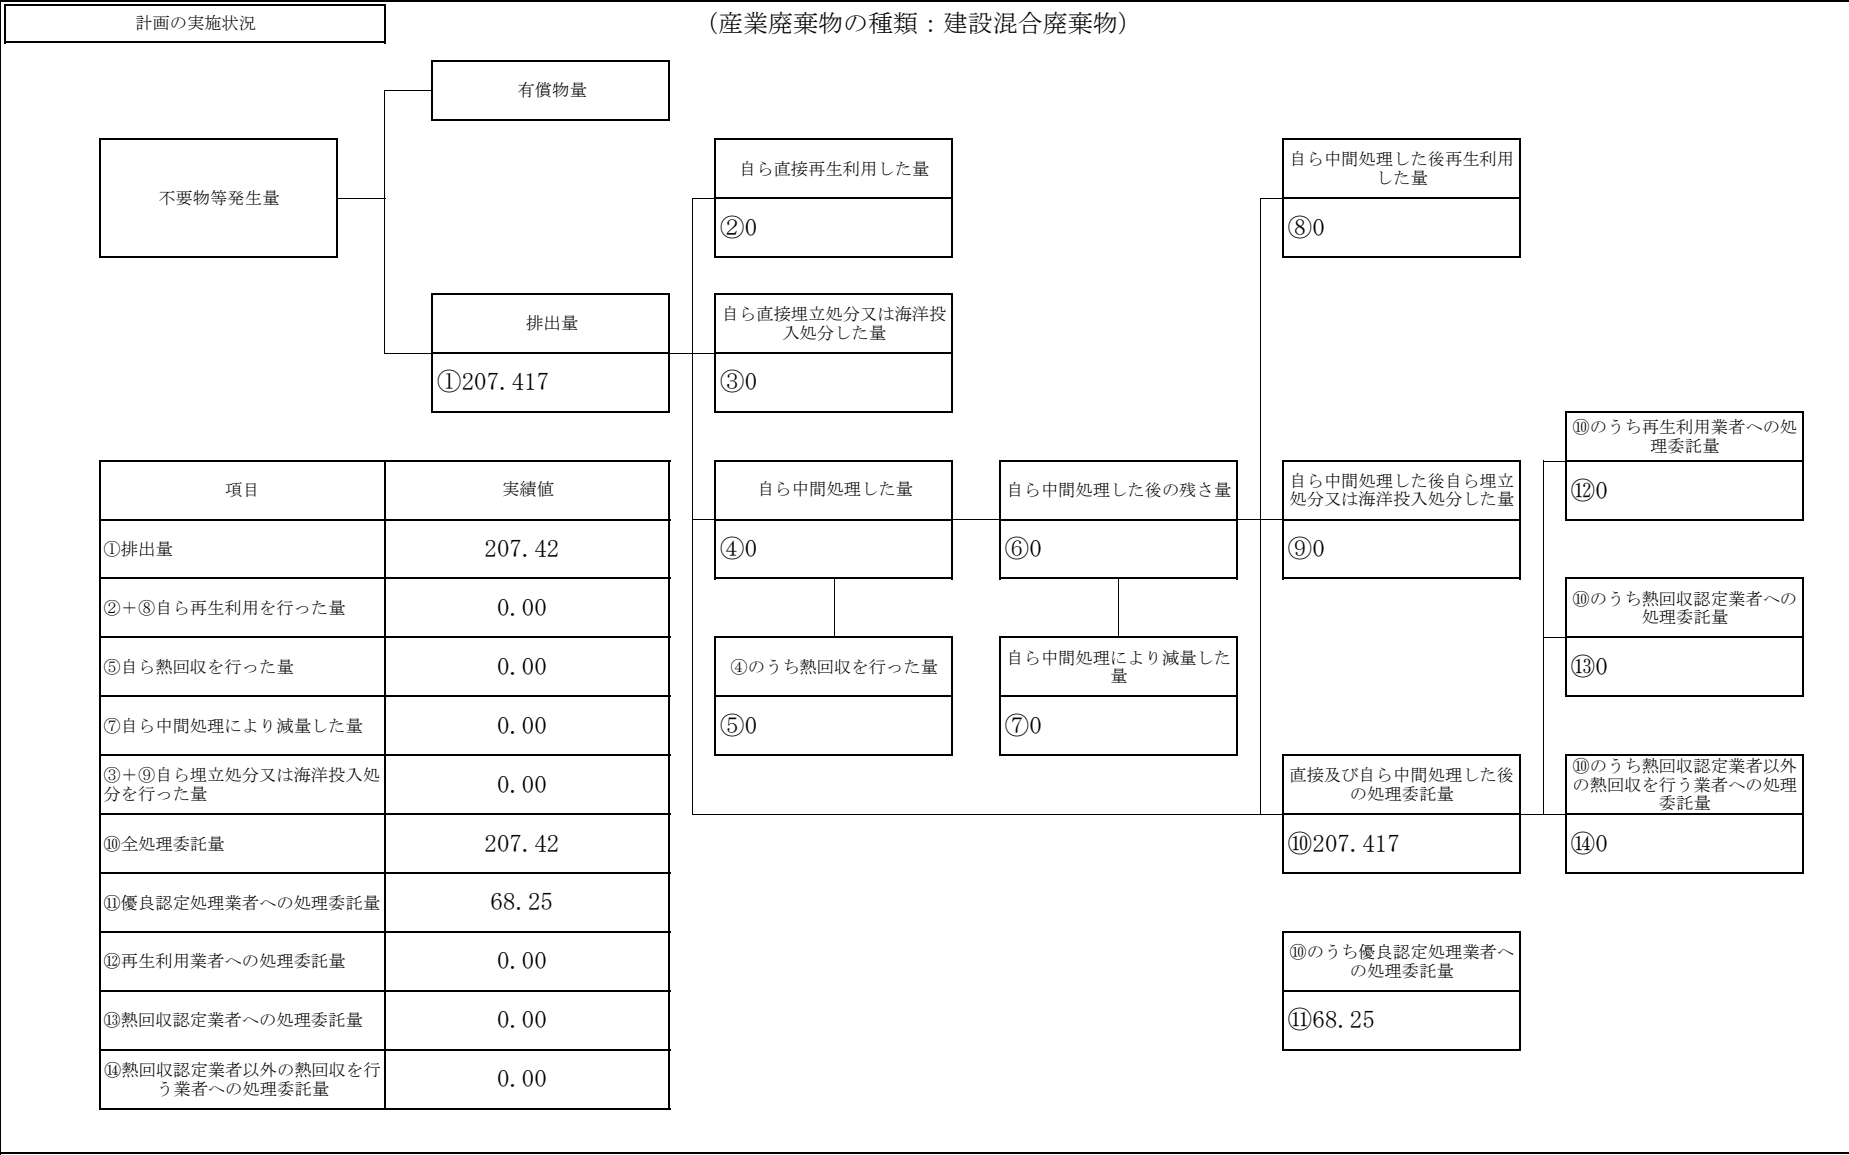 計画の実施状況
（産業廃棄物の種類：建設混合廃棄物）
有償物量
不要物等発生量
自ら直接再生利用した量
②0
自ら中間処理した後再生利用
した量
⑧0
排出量
①207.417
自ら直接埋立処分又は海洋投
入処分した量
③0
⑩のうち再生利用業者への処
理委託量
⑫0
自ら中間処理した量
④0
自ら中間処理した後の残さ量
⑥0
自ら中間処理した後自ら埋立
処分又は海洋投入処分した量
⑨0
⑩のうち熱回収認定業者への
処理委託量
⑬0
④のうち熱回収を行った量
⑤0
自ら中間処理により減量した
量
⑦0
直接及び自ら中間処理した後
の処理委託量
⑩207.417
⑩のうち熱回収認定業者以外
の熱回収を行う業者への処理
委託量
⑭0
⑩のうち優良認定処理業者へ
の処理委託量
⑪68.25
項目 実績値
①排出量 207.42
②＋⑧自ら再生利用を行った量 0.00
⑤自ら熱回収を行った量 0.00
⑦自ら中間処理により減量した量 0.00
③＋⑨自ら埋立処分又は海洋投入処
分を行った量 0.00
⑩全処理委託量 207.42
⑪優良認定処理業者への処理委託量 68.25
⑫再生利用業者への処理委託量 0.00
⑬熱回収認定業者への処理委託量 0.00
⑭熱回収認定業者以外の熱回収を行
う業者への処理委託量 0.00